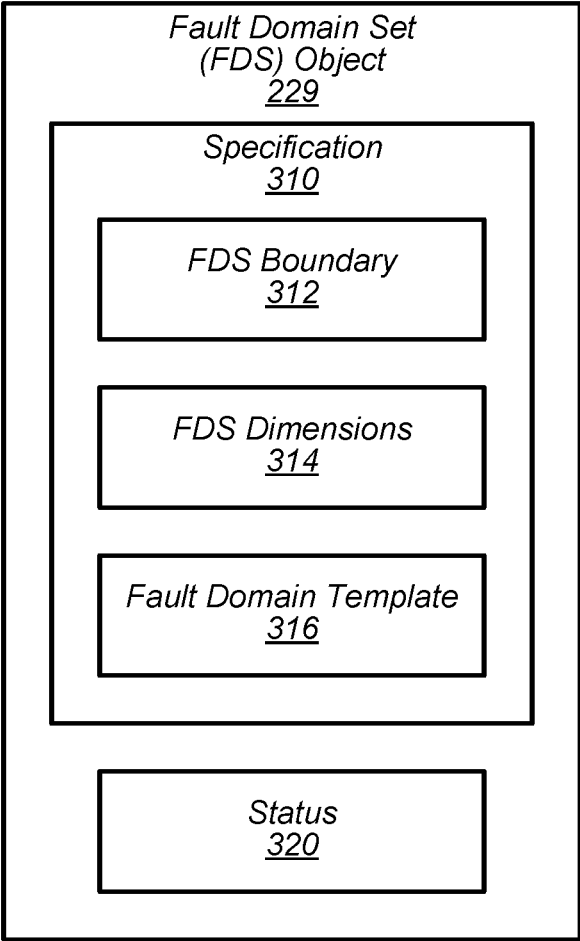 Fault Domain Set
(FDS) Object
229
Specification
310
FDS Boundary
312
FDS Dimensions
314
Fault Domain Template
316
Status
320